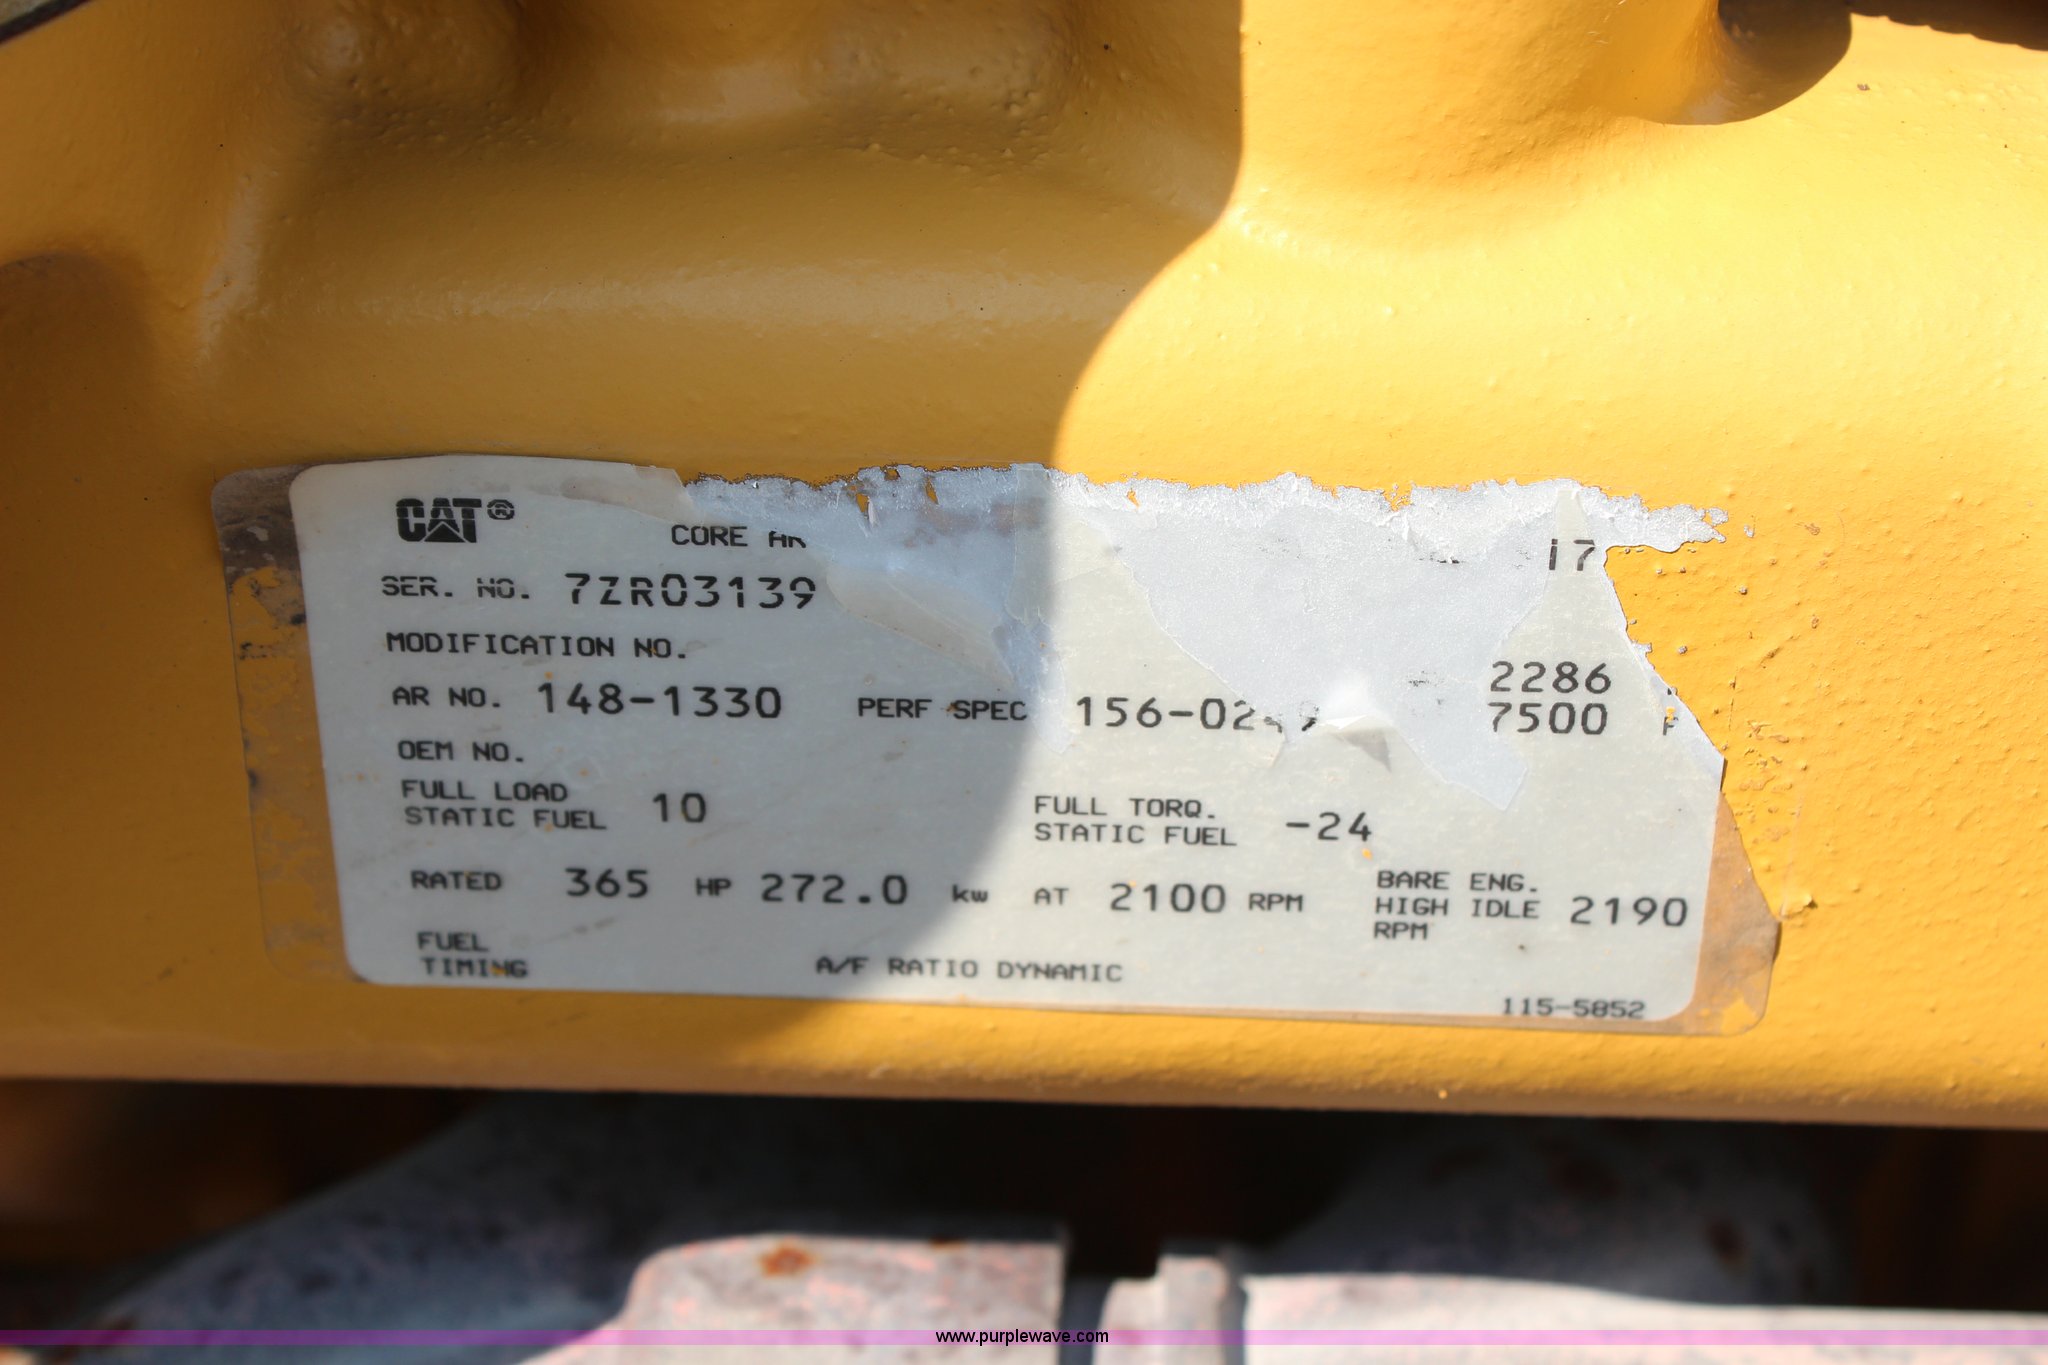 CAT®
CORE AR
17
SER. NO. 7ZR03139
MODIFICATION NO.
2286
AR NO. 148-1330 PERF SPEC 7500
OEM NO.
FULL LOAD
STATIC FUEL 10
FULL TORQ.
STATIC FUEL -24
RATED 365 HP 272.0 kw AT 2100 RPM
BARE ENG.
HIGH IDLE 2190
RPM
FUEL
TIMING
A/F RATIO DYNAMIC
115-5852
www.purplewave.com